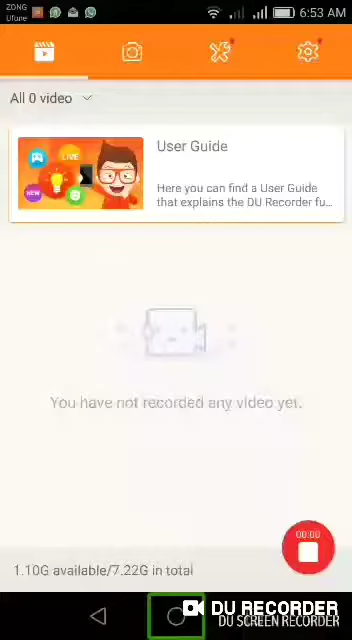 ZONG
Ufone
6:53 AM
All 0 video
User Guide
LIVE
NEW
Here you can find a User Guide
that explains the DU Recorder fu...
You have not recorded any video yet.
00:00
1.10G available/7.22G in total
DU RECORDER
DU SCREEN RECORDER